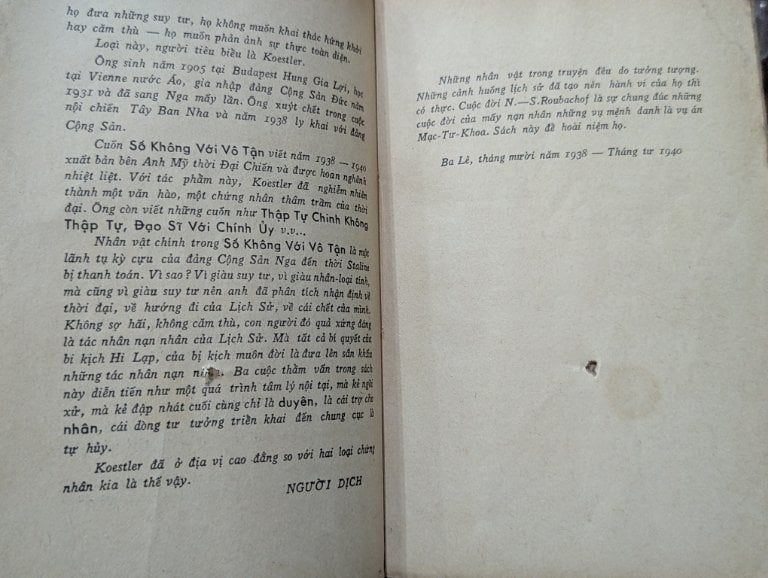 họ đưa những suy tư, họ không muốn khai thác hứng khởi
hay căm thù — họ muốn phản ảnh sự thực toàn diện.
Loại này, người tiêu biều là Koestler.
Ông sinh năm 1905 tại Budapest Hung Gia Lợi, học
tại Vienne nước Áo, gia nhập đảng Cộng Sản Đức năm
1931 và đã sang Nga mấy lần. Ông xuýt chết trong cuộc
nội chiến Tây Ban Nha và năm 1938 ly khai với đảng
Cộng Sản.
Cuốn Số Không Với Vô Tận viết năm 1938 — 1940
xuất bản bên Anh Mỹ thời Đại Chiến và được hoan nghênh
nhiệt liệt. Với tác phẩm này, Koestler đã nghiễm nhiên
thành một văn hào, một chứng nhân thâm trầm của thời
đại. Ông còn viết những cuốn như Thập Tự Chinh Không
Thập Tự, Đạo Sĩ Với Chính Ủy v.v...
Nhân vật chính trong Số Không Với Vô Tận là một
lãnh tụ kỳ cựu của đảng Cộng Sản Nga đến thời Staline
bị thanh toán. Vì sao ? Vì giàu suy tư, vì giàu nhân-loại tính,
mà cũng vì giàu suy tư nên anh đã phân tích nhận định về
thời đại, về hướng đi của Lịch Sử, về cái chết của mình.
Không sợ hãi, không căm thù, con người đó quả xứng đáng
là tác nhân nạn nhân của Lịch Sử. Mà tất cả bí quyết của
bi kịch Hi Lạp, của bị kịch muôn đời là đưa lên sân khấu
những tác nhân nạn nhân. Ba cuộc thẩm vấn trong sách
này diễn tiến như một quá trình tâm lý nội tại, mà kẻ ngồi
xử, mà kẻ đập nhát cuối cùng chỉ là duyên, là cái trợ cho
nhân, cái dòng tư tưởng triển khai đến chung cục là
tự hủy.
Koestler đã ở địa vị cao đẳng so với hai loại chứng
nhân kia là thế vậy.
NGƯỜI DỊCH
Những nhân vật trong truyện đều do tưởng tượng.
Những cảnh huống lịch sử đã tạo nên hành vi của họ thì
có thực. Cuộc đời N.—S.Roubachof là sự chung đúc những
cuộc đời của mấy nạn nhân những vụ mệnh danh là vụ án
Mạc-Tư-Khoa. Sách này đề hoài niệm họ.
Ba Lê, tháng mười năm 1938 — Tháng tư 1940